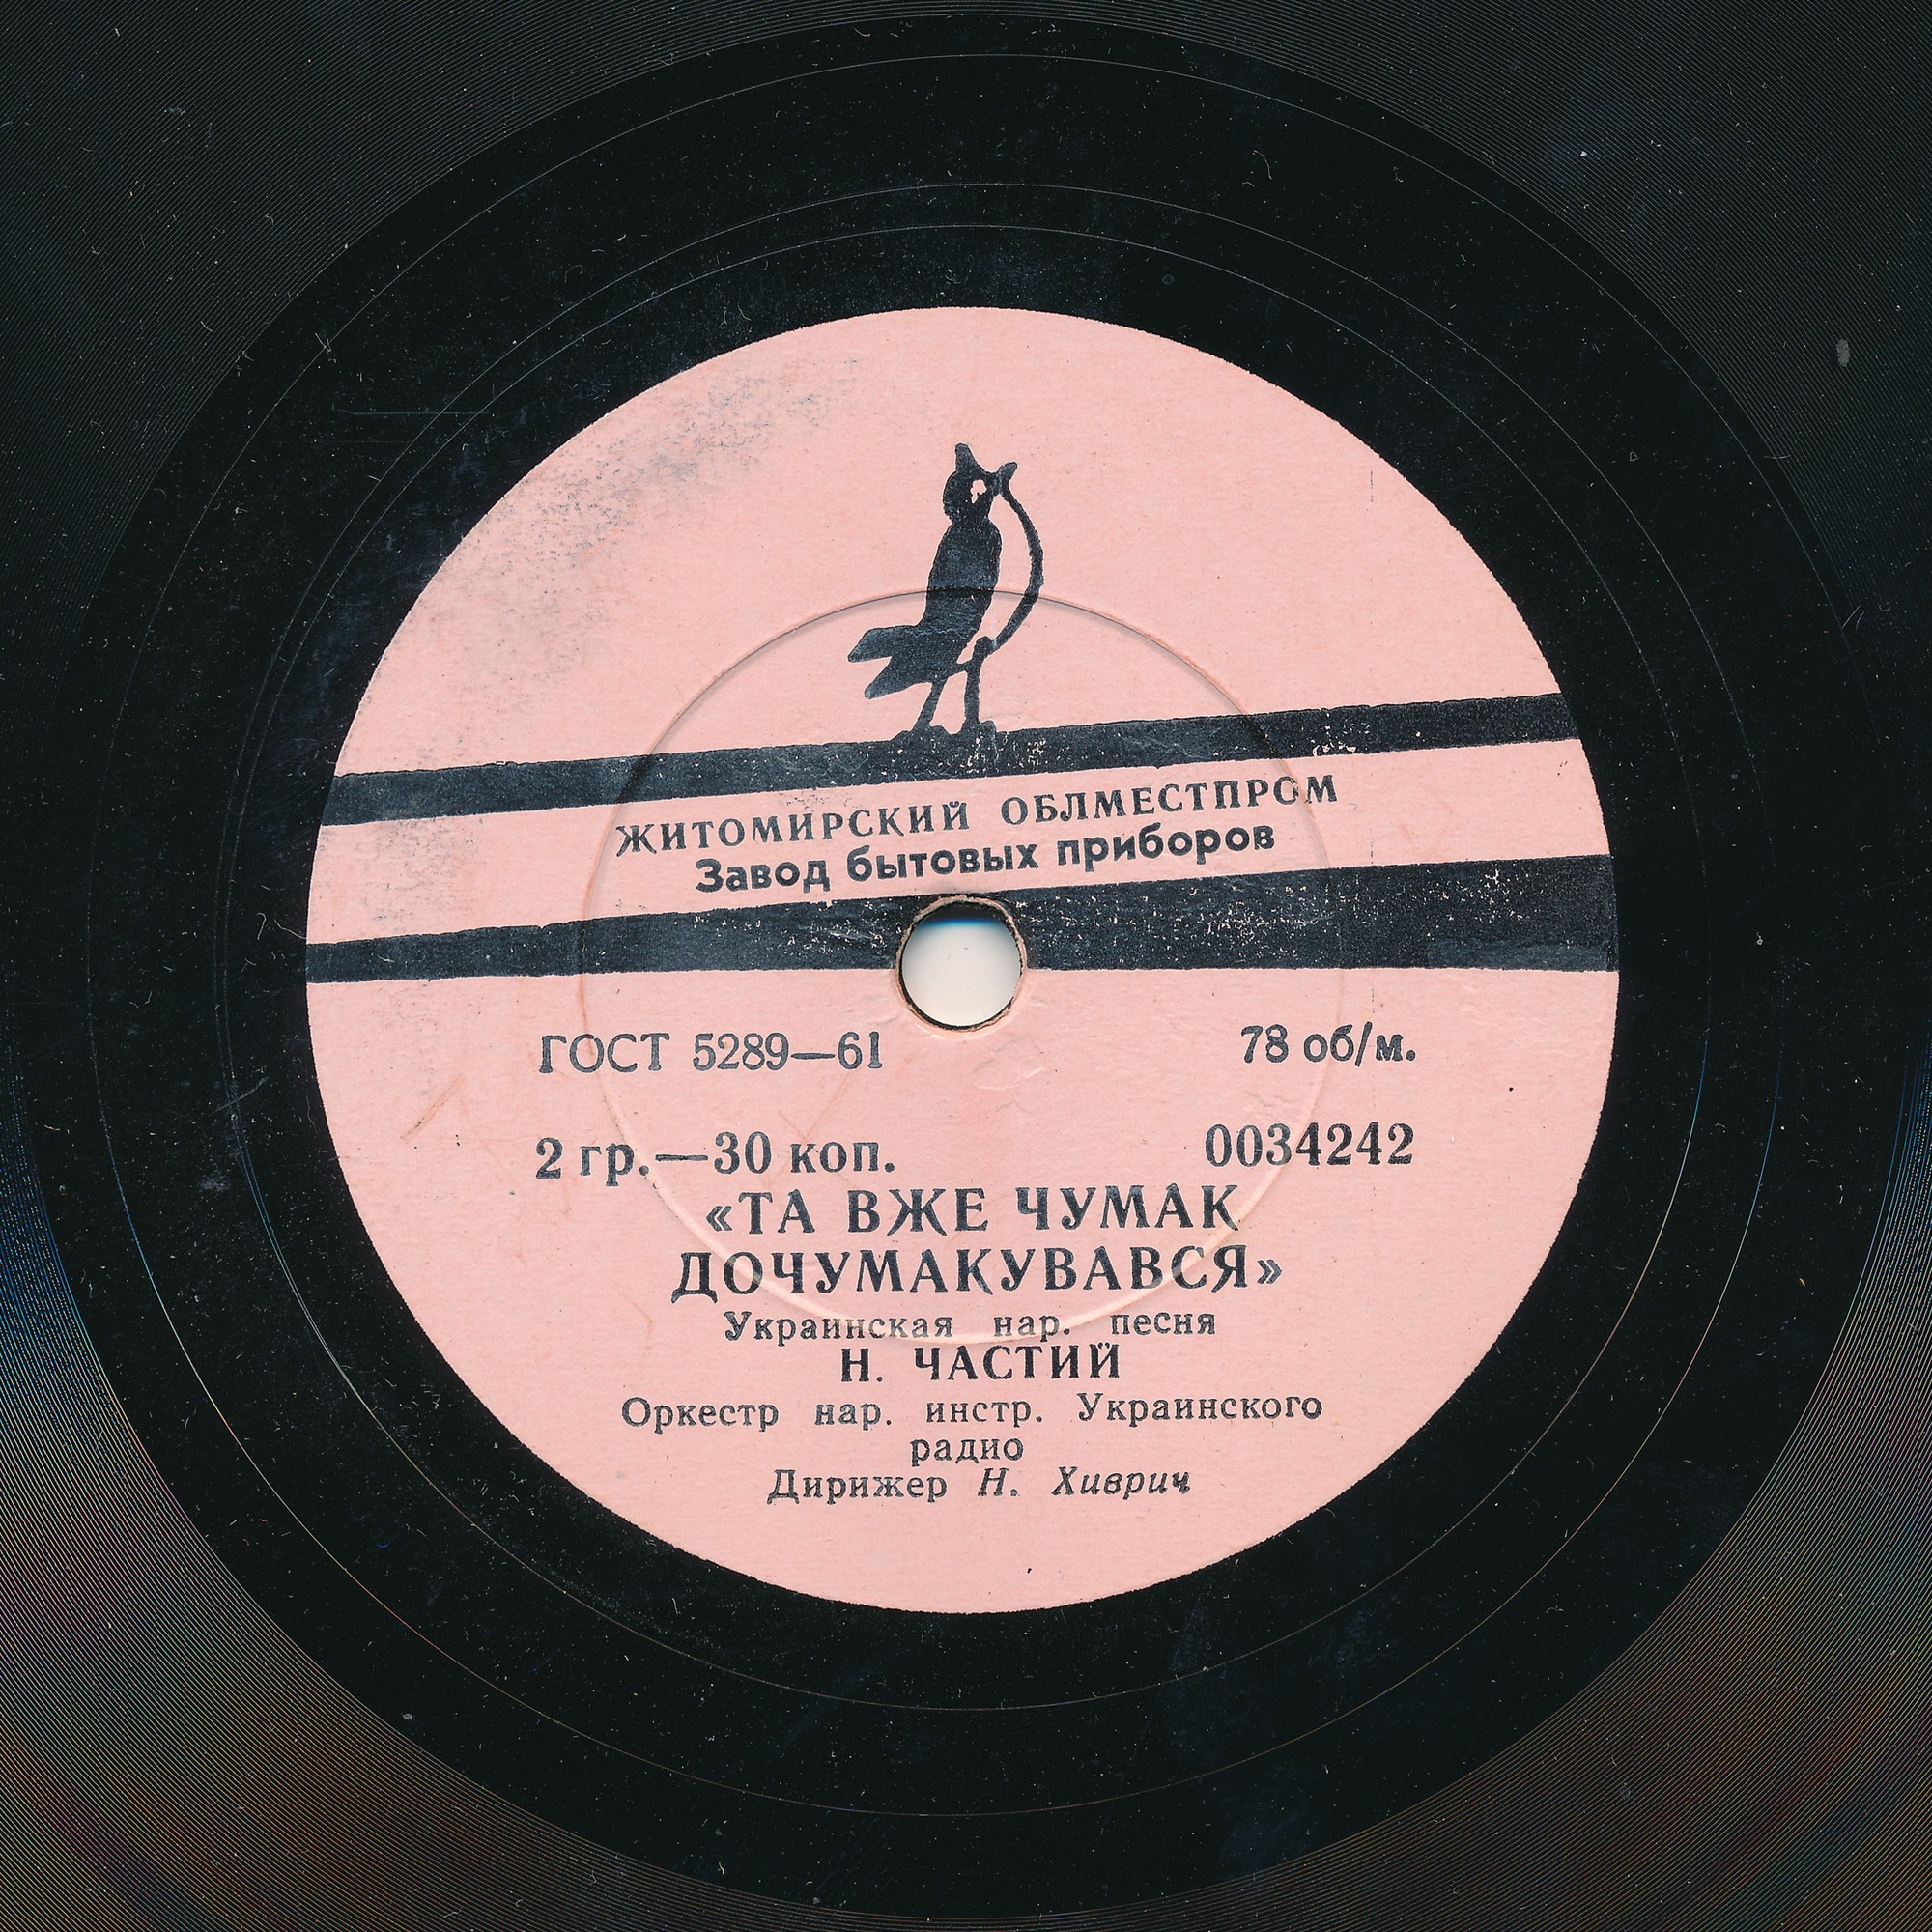 ЖИТОМИРСКИЙ ОБЛМЕСТПРОМ
Завод бытовых приборов
ГОСТ 5289—61 78 об/м.
2 гр.—30 коп. 0034242
«ТА ВЖЕ ЧУМАК
ДОЧУМАКУВАВСЯ»
Украинская нар. песня
Н. ЧАСТИЙ
Оркестр нар. инстр. Украинского
радио
Дирижер Н. Хиврич